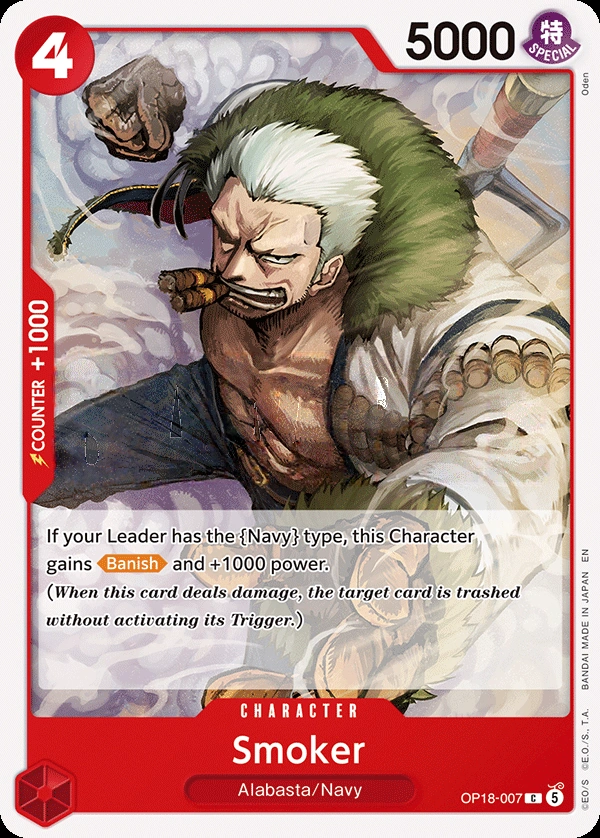 4
5000
特
SPECIAL
Oden
COUNTER +1000
If your Leader has the {Navy} type, this Character
gains Banish and +1000 power.
(When this card deals damage, the target card is trashed
without activating its Trigger.)
CHARACTER
Smoker
Alabasta/Navy
OP18-007 C 5
©E.O/S ©E.O./S., T.A. BANDAI MADE IN JAPAN EN